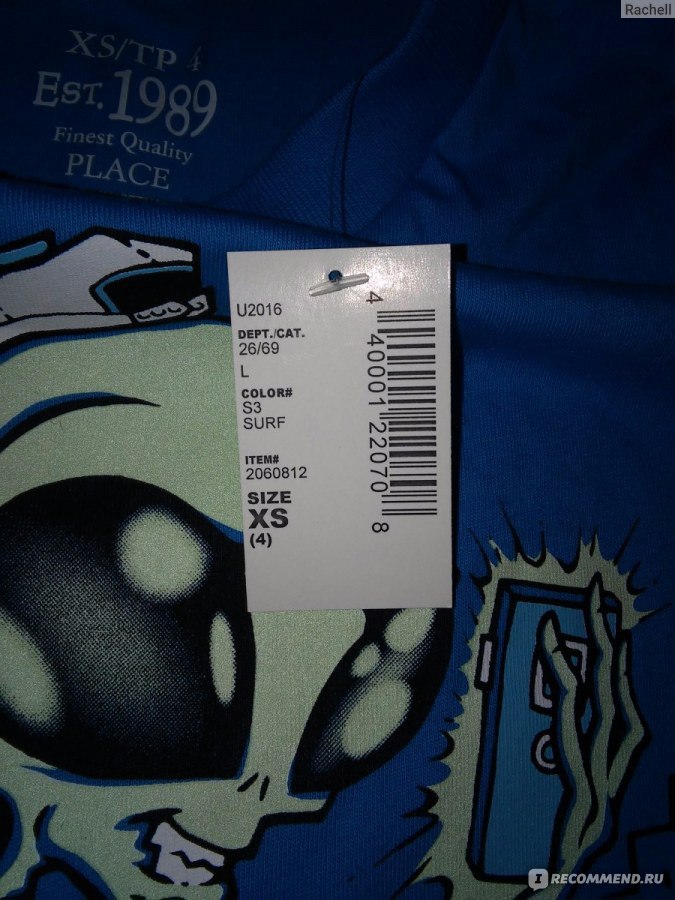 Rachell
XS/TP 4
EST. 1989
Finest Quality
PLACE
U2016
DEPT./CAT.
26/69
L
COLOR#
S3
SURF
ITEM#
2060812
SIZE
XS
(4)
4 40001 22070 8
IRECOMMEND.RU